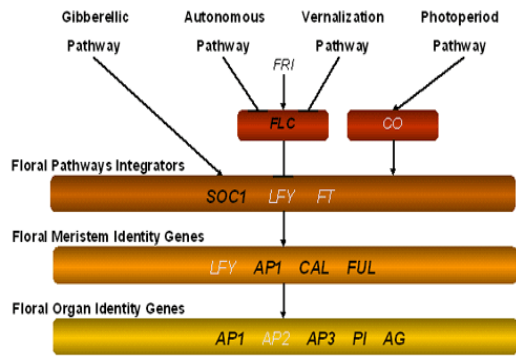 Gibberellic Autonomous Vernalization Photoperiod
Pathway Pathway Pathway Pathway
FRI
FLC CO
Floral Pathways Integrators
SOC1 LFY FT
Floral Meristem Identity Genes
LFY AP1 CAL FUL
Floral Organ Identity Genes
AP1 AP2 AP3 PI AG